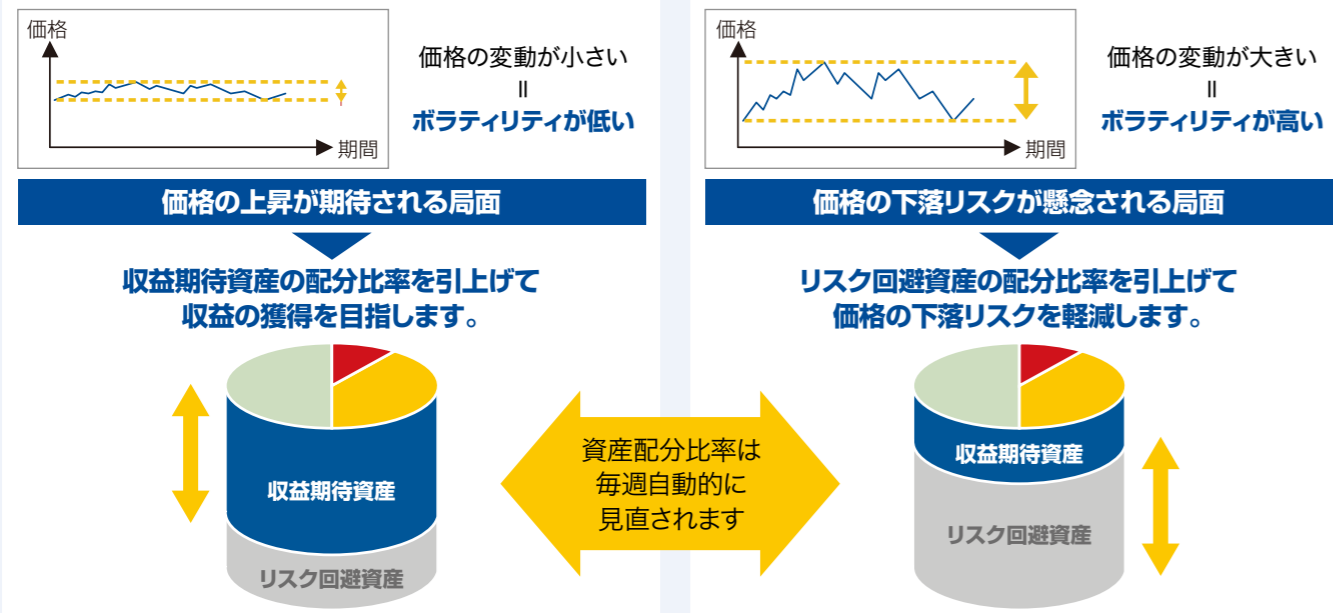 価格
期間
価格の変動が小さい
=
ボラティリティが低い
価格の上昇が期待される局面
収益期待資産の配分比率を引上げて
収益の獲得を目指します。
収益期待資産
リスク回避資産
資産配分比率は
毎週自動的に
見直されます
価格
期間
価格の変動が大きい
=
ボラティリティが高い
価格の下落リスクが懸念される局面
リスク回避資産の配分比率を引上げて
価格の下落リスクを軽減します。
収益期待資産
リスク回避資産